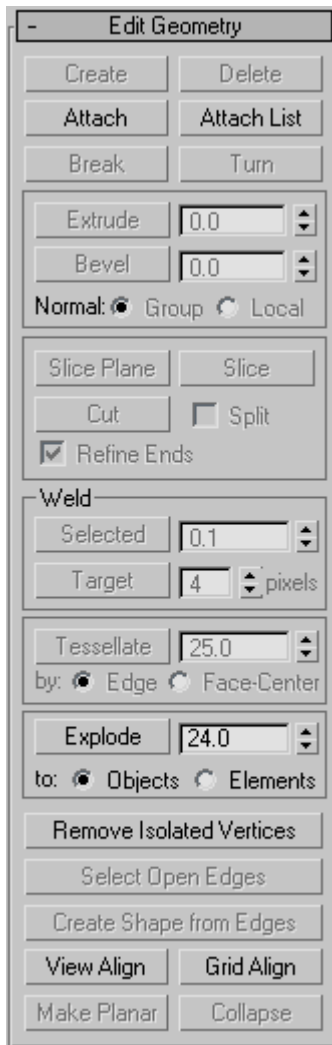 - Edit Geometry
Create Delete
Attach Attach List
Break Turn
Extrude 0.0
Bevel 0.0
Normal: Group Local
Slice Plane Slice
Cut Split
Refine Ends
Weld
Selected 0.1
Target 4 pixels
Tessellate 25.0
by: Edge Face-Center
Explode 24.0
to: Objects Elements
Remove Isolated Vertices
Select Open Edges
Create Shape from Edges
View Align Grid Align
Make Planar Collapse